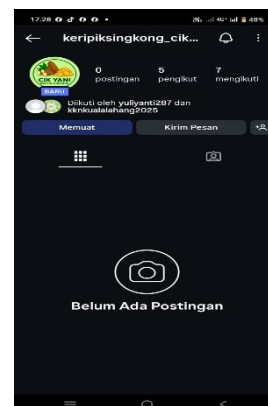 17.28
48%
keripiksingkong_cik...
CIK YANI
BARU
0
postingan
5
pengikut
7
mengikuti
Diikuti oleh yuliyanti287 dan
kknkualalahang2025
Memuat
Kirim Pesan
Belum Ada Postingan